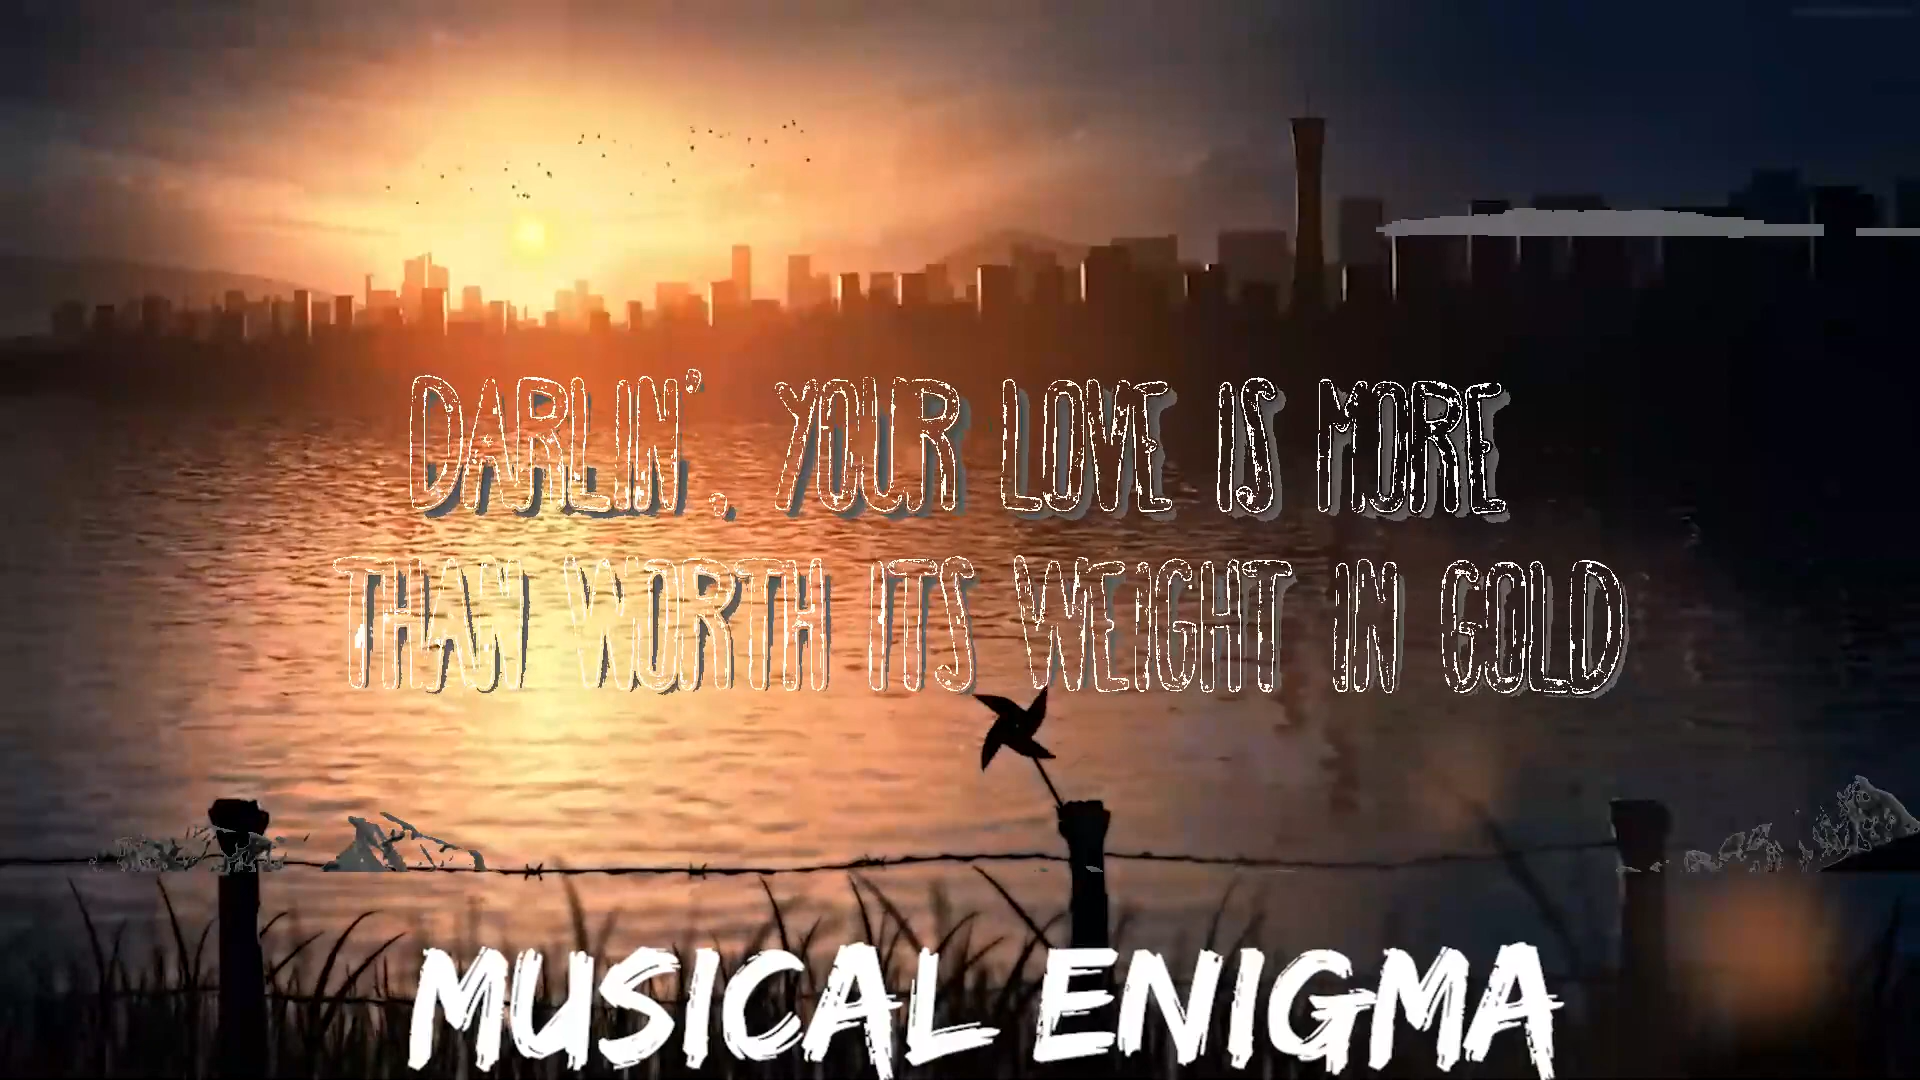 DARLIN', YOUR LOVE IS MORE
THAN WORTH ITS WEIGHT IN GOLD
MUSICAL ENIGMA